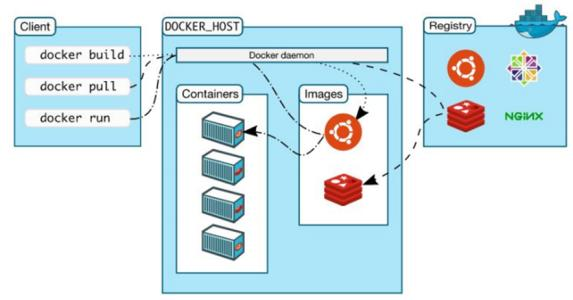 Client
docker build
docker pull
docker run
DOCKER_HOST
Docker daemon
Containers
Images
Registry
NGINX